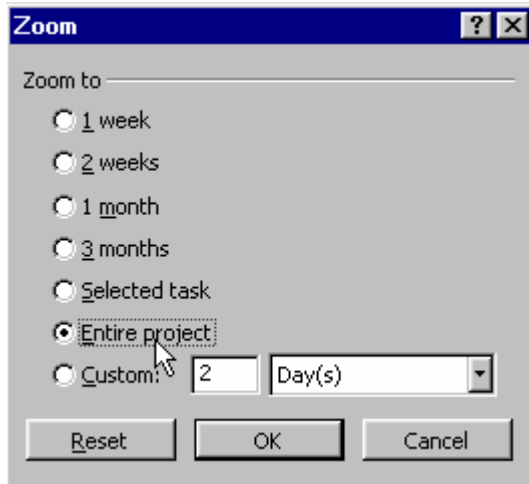 Zoom
Zoom to
1 week
2 weeks
1 month
3 months
Selected task
Entire project
Custom: 2 Day(s)
Reset OK Cancel